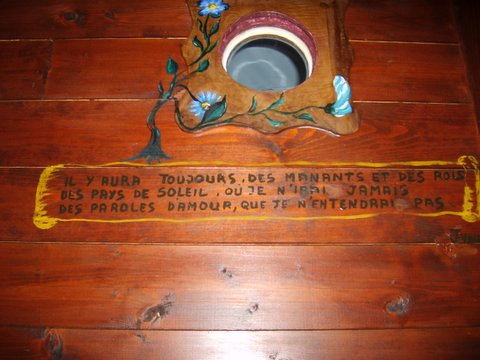 IL Y'AURA TOUJOURS, DES MANANTS ET DES ROIS
DES PAYS DE SOLEIL, OÙ JE N'IRAI JAMAIS
DES PAROLES D'AMOUR, QUE JE N'ENTENDRAI PAS